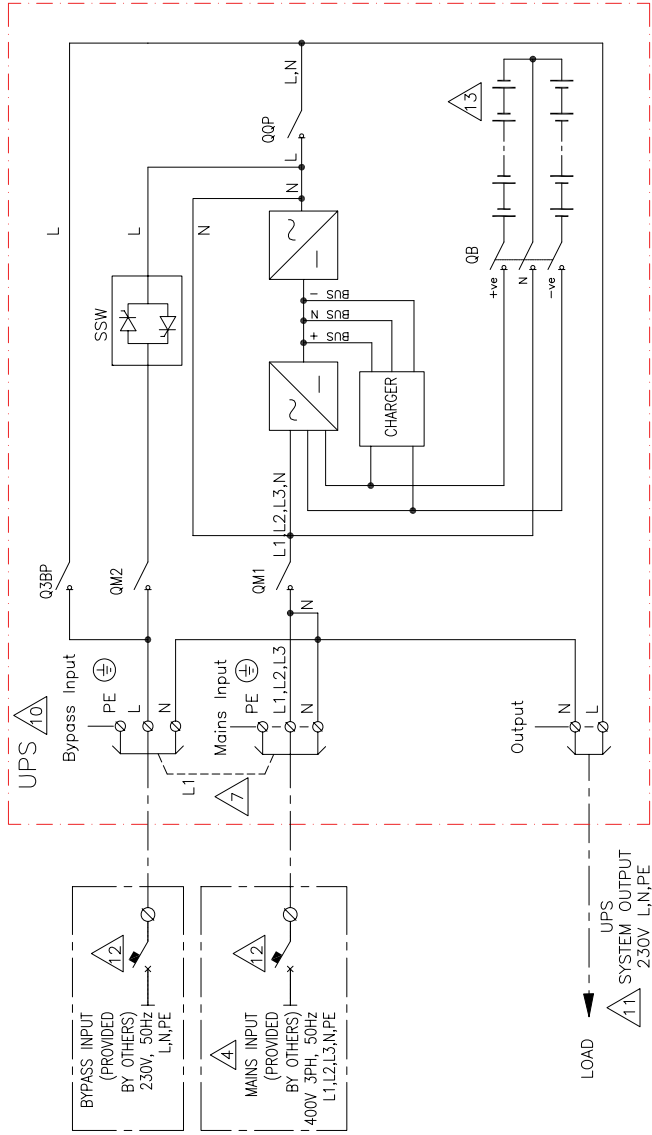 UPS
10
Bypass Input
PE
L
N
Q3BP
QM2
SSW
L
L
N
L
N
QQP
L,N
L1
7
Mains Input
PE
L1,L2,L3
N
QM1
L1,L2,L3,N
+ BUS
N BUS
- BUS
CHARGER
QB
+ve
N
-ve
13
Output
N
L
BYPASS INPUT
(PROVIDED
BY OTHERS)
230V, 50Hz
L,N,PE
12
4
MAINS INPUT
(PROVIDED
BY OTHERS)
400V 3PH, 50Hz
L1,L2,L3,N,PE
12
LOAD
11
UPS
SYSTEM OUTPUT
230V L,N,PE